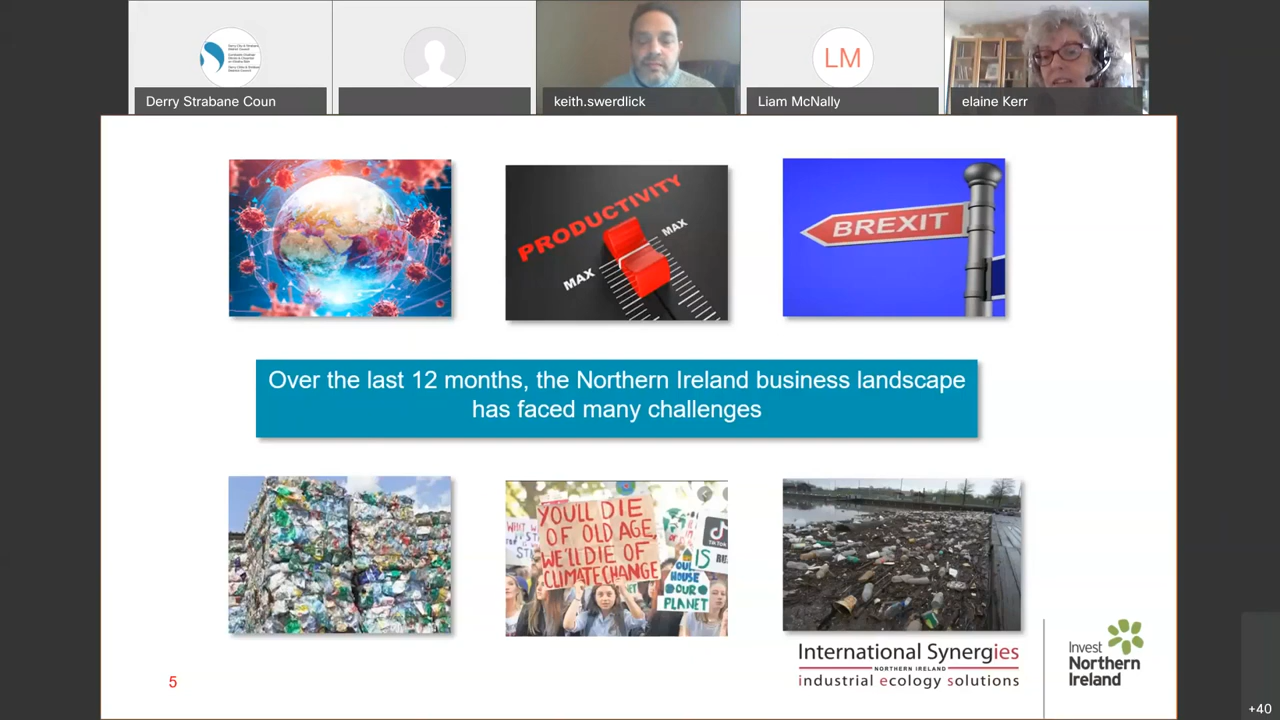 Derry Strabane Coun
keith.swerdlick
LM
Liam McNally
elaine Kerr
PRODUCTIVITY
MAX
MAX
BREXIT
Over the last 12 months, the Northern Ireland business landscape
has faced many challenges
YOU'LL DIE
OF OLD AGE,
WE'LL DIE OF
CLIMATE CHANGE
TikTok
IS
OUR
HOUSE
OUR
PLANET
International Synergies
NORTHERN IRELAND
industrial ecology solutions
Invest
Northern
Ireland
5
+40